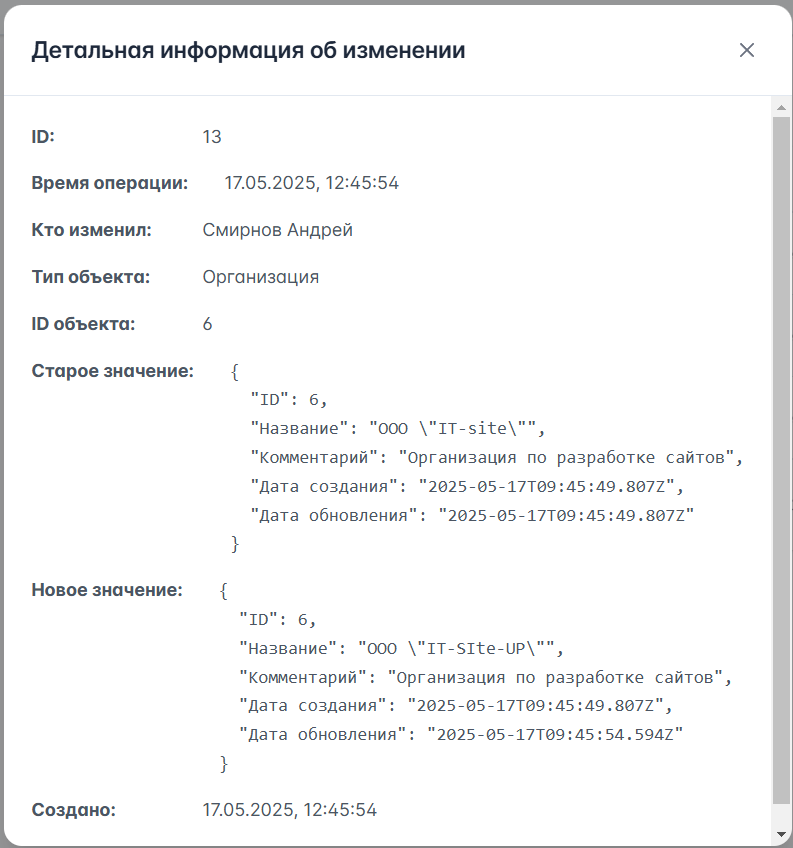 Детальная информация об изменении
ID: 13
Время операции: 17.05.2025, 12:45:54
Кто изменил: Смирнов Андрей
Тип объекта: Организация
ID объекта: 6
Старое значение: {
"ID": 6,
"Название": "ООО \"IT-site\"",
"Комментарий": "Организация по разработке сайтов",
"Дата создания": "2025-05-17T09:45:49.807Z",
"Дата обновления": "2025-05-17T09:45:49.807Z"
}
Новое значение: {
"ID": 6,
"Название": "ООО \"IT-SIte-UP\"",
"Комментарий": "Организация по разработке сайтов",
"Дата создания": "2025-05-17T09:45:49.807Z",
"Дата обновления": "2025-05-17T09:45:54.594Z"
}
Создано: 17.05.2025, 12:45:54